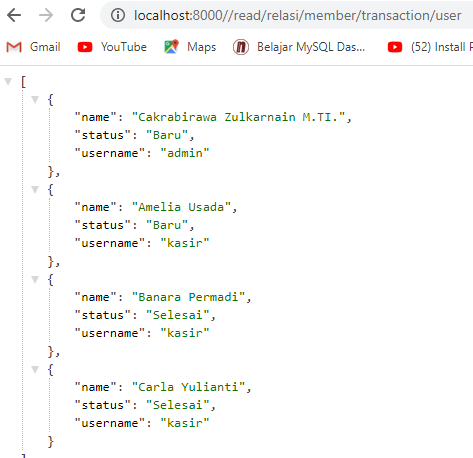 localhost:8000//read/relasi/member/transaction/user
Gmail YouTube Maps Belajar MySQL Das... (52) Install F
[
{
"name": "Cakrabirawa Zulkarnain M.TI.",
"status": "Baru",
"username": "admin"
},
{
"name": "Amelia Usada",
"status": "Baru",
"username": "kasir"
},
{
"name": "Banara Permadi",
"status": "Selesai",
"username": "kasir"
},
{
"name": "Carla Yulianti",
"status": "Selesai",
"username": "kasir"
}
]